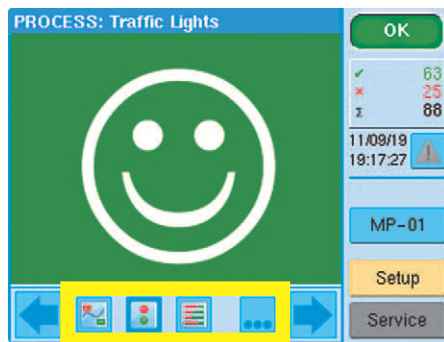 PROCESS: Traffic Lights
OK
✔ 63
✖ 25
Σ 88
11/09/19
19:17:27
MP-01
Setup
Service